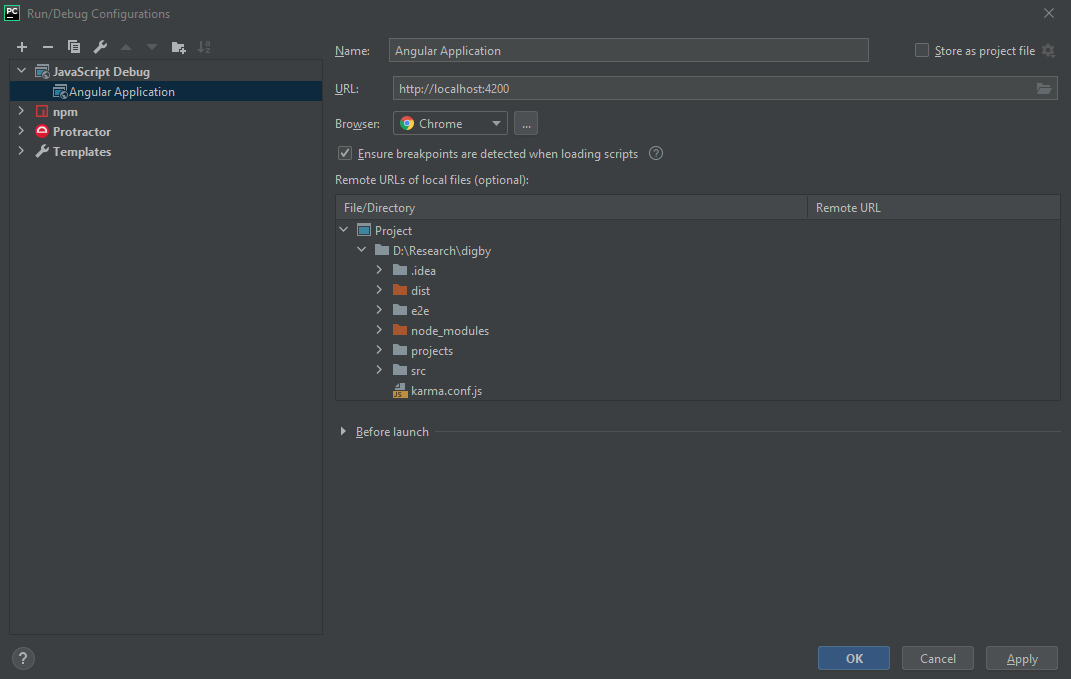 PC Run/Debug Configurations
JavaScript Debug
Angular Application
npm
Protractor
Templates
Name: Angular Application Store as project file
URL: http://localhost:4200
Browser: Chrome ...
Ensure breakpoints are detected when loading scripts ?
Remote URLs of local files (optional):
File/Directory Remote URL
Project
D:\Research\digby
.idea
dist
e2e
node_modules
projects
src
JS karma.conf.js
Before launch
? OK Cancel Apply